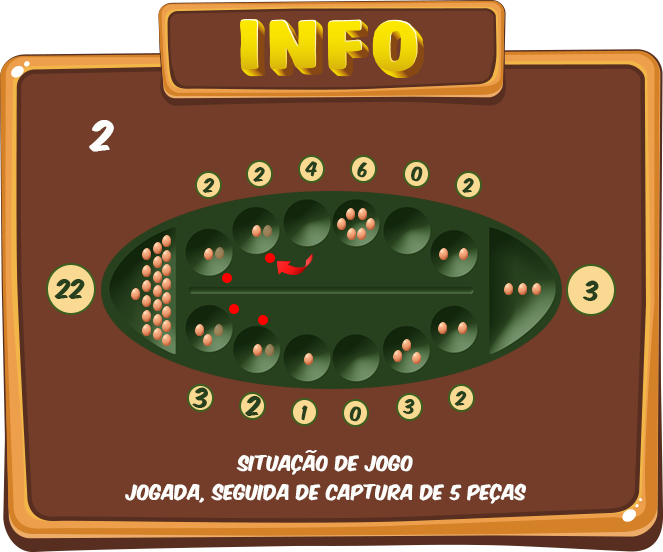 INFO
2
2 2 4 6 0 2
22 3
3 2 1 0 3 2
SITUAÇÃO DE JOGO
JOGADA, SEGUIDA DE CAPTURA DE 5 PEÇAS